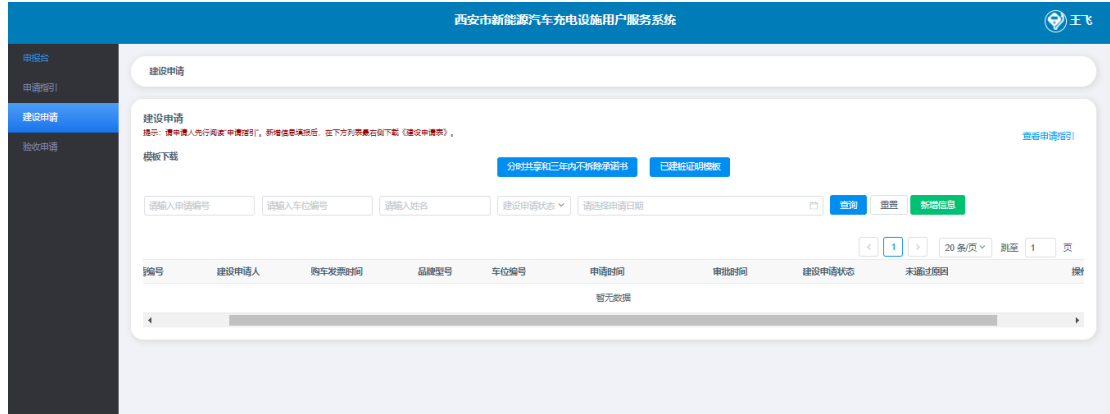 西安市新能源汽车充电设施用户服务系统
王飞
申报台
申请指引
建设申请
验收申请
建设申请
建设申请
提示：请申请人先行阅读"申请指引"。新增信息填报后，在下方列表最右侧下载《建设申请表》。
查看申请指引
模板下载
分时共享和三年内不拆除承诺书 已建桩证明模板
请输入申请编号 请输入车位编号 请输入姓名 建设申请状态 请选择申请日期 查询 重置 新增信息
1 20 条/页 跳至 1 页
编号 建设申请人 购车发票时间 品牌型号 车位编号 申请时间 审批时间 建设申请状态 未通过原因 操作
暂无数据